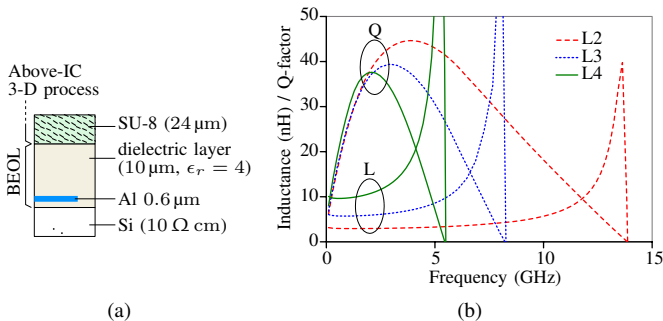 Above-IC
3-D process
BEOL
SU-8 (24 μm)
dielectric layer
(10 μm, ϵr = 4)
Al 0.6 μm
Si (10 Ω cm)
(a)
Inductance (nH) / Q-factor
50
40
30
20
10
0
0
5
10
15
Frequency (GHz)
Q
L
L2
L3
L4
(b)